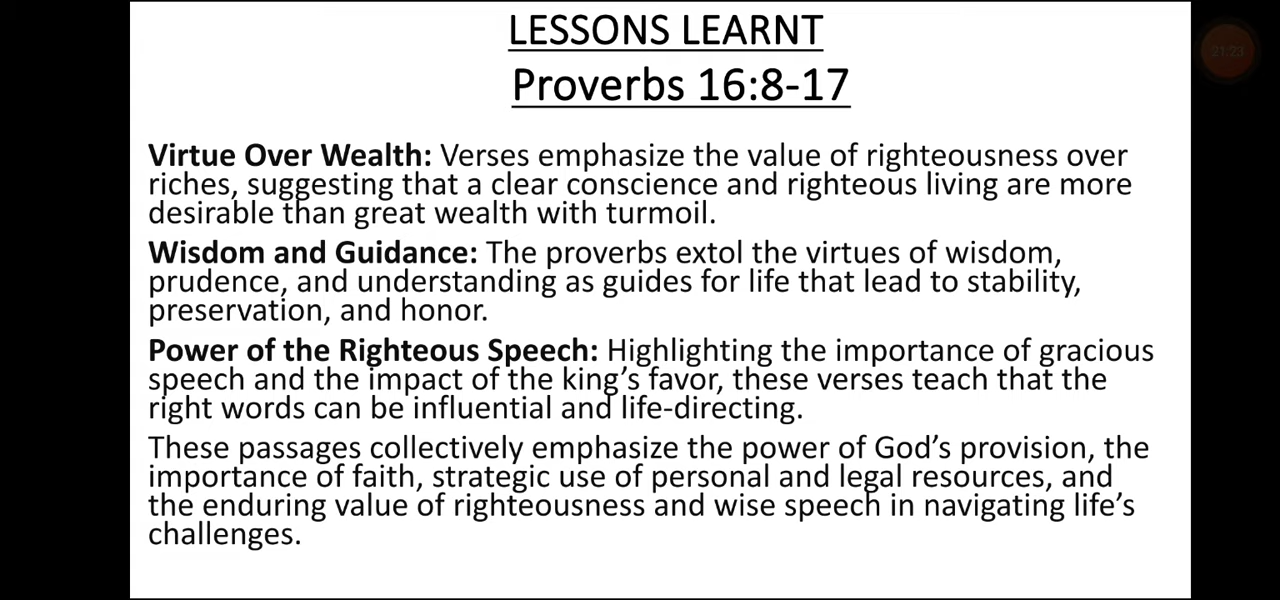 LESSONS LEARNT
Proverbs 16:8-17
21:23
Virtue Over Wealth: Verses emphasize the value of righteousness over
riches, suggesting that a clear conscience and righteous living are more
desirable than great wealth with turmoil.
Wisdom and Guidance: The proverbs extol the virtues of wisdom,
prudence, and understanding as guides for life that lead to stability,
preservation, and honor.
Power of the Righteous Speech: Highlighting the importance of gracious
speech and the impact of the king’s favor, these verses teach that the
right words can be influential and life-directing.
These passages collectively emphasize the power of God’s provision, the
importance of faith, strategic use of personal and legal resources, and
the enduring value of righteousness and wise speech in navigating life’s
challenges.